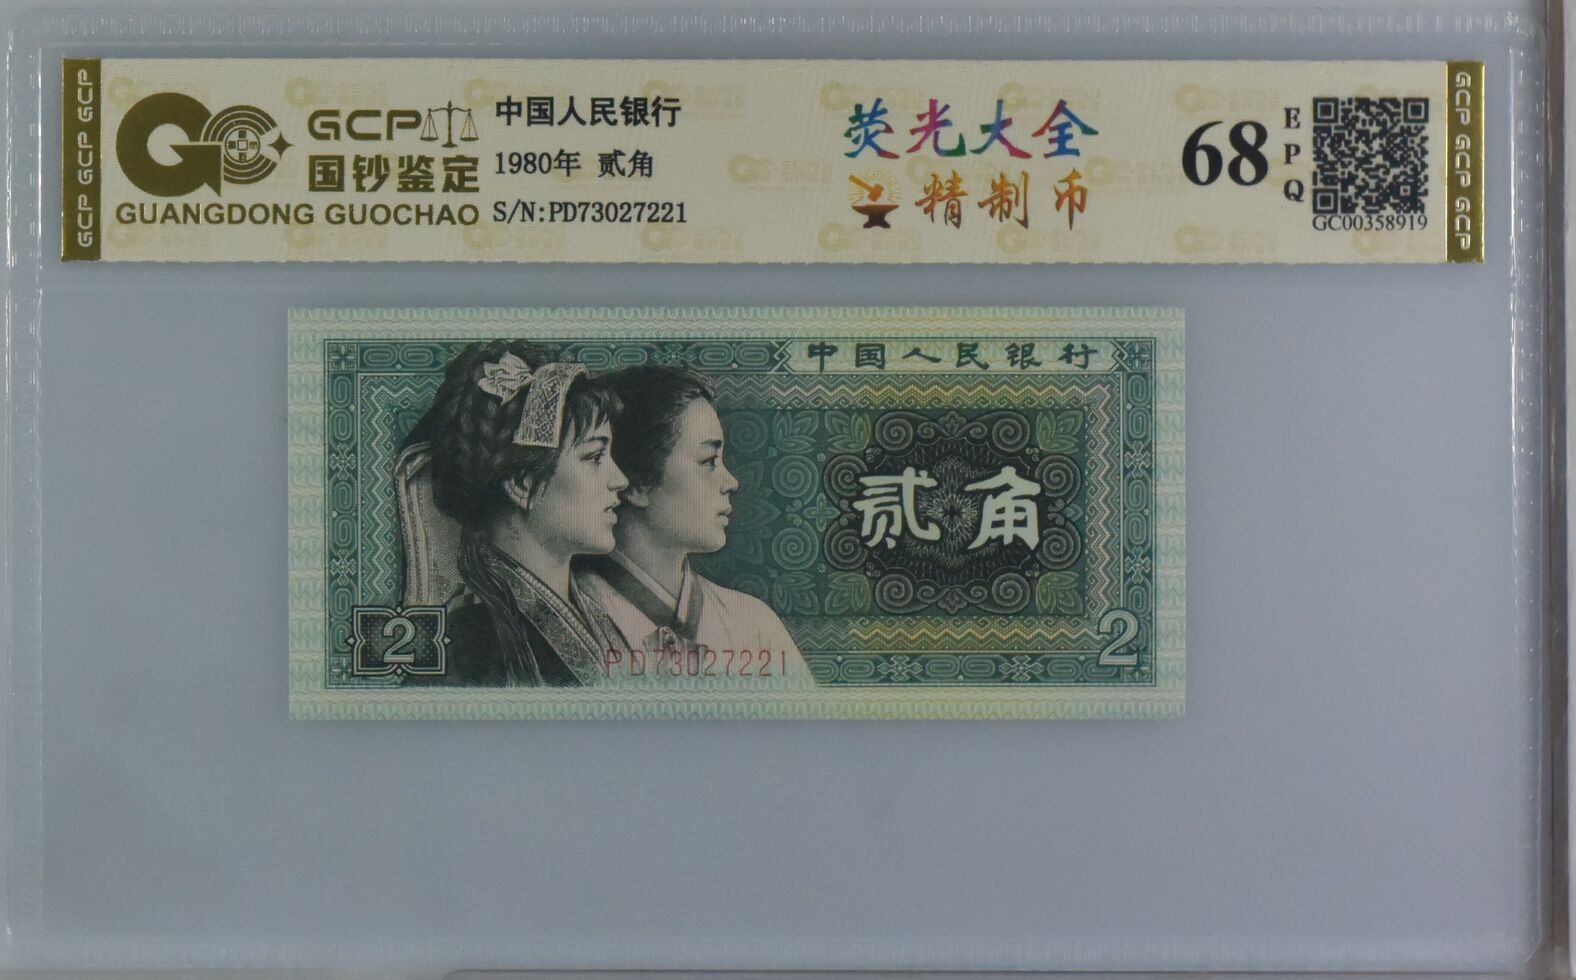 GCP GCP GCP
GCP
国钞鉴定
GUANGDONG GUOCHAO
中国人民银行
1980年 贰角
S/N:PD73027221
荧光大全
精制币
68
EPQ
GC00358919
GCP GCP GCP
中国人民银行
贰角
2
2
PD73027221